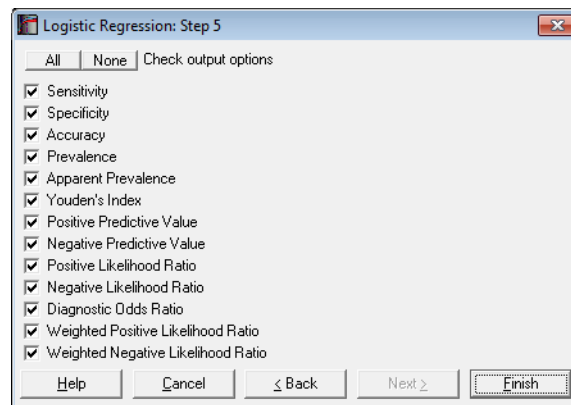 Logistic Regression: Step 5
All None Check output options
Sensitivity
Specificity
Accuracy
Prevalence
Apparent Prevalence
Youden's Index
Positive Predictive Value
Negative Predictive Value
Positive Likelihood Ratio
Negative Likelihood Ratio
Diagnostic Odds Ratio
Weighted Positive Likelihood Ratio
Weighted Negative Likelihood Ratio
Help Cancel < Back Next > Finish